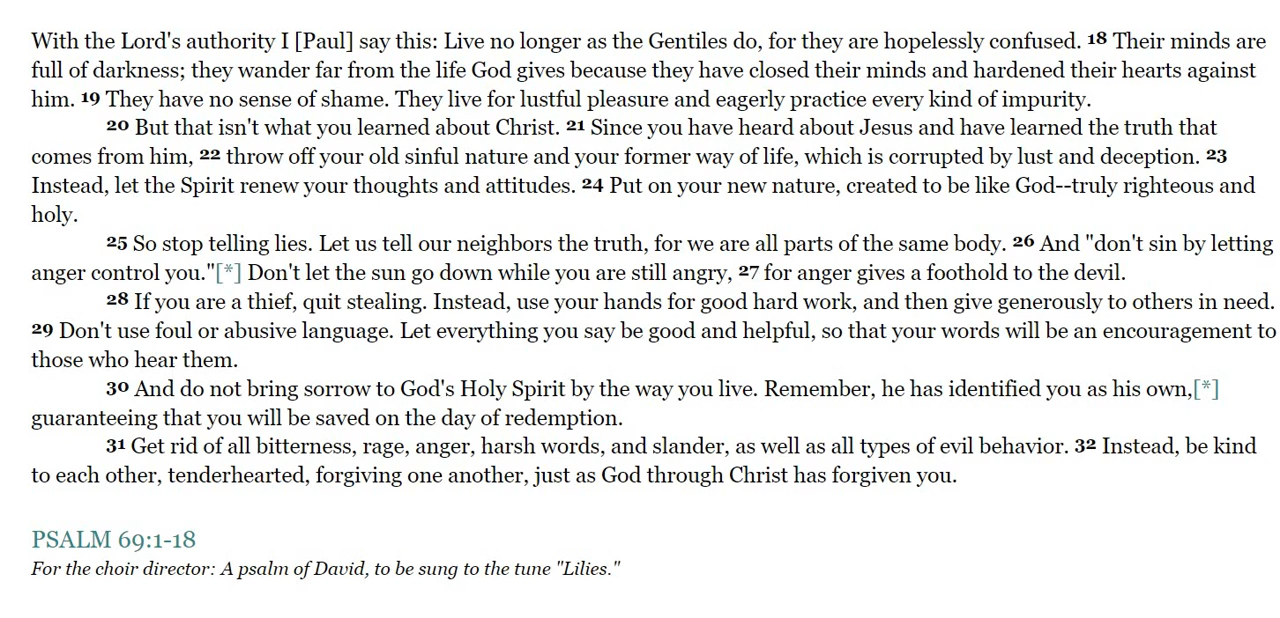 With the Lord's authority I [Paul] say this: Live no longer as the Gentiles do, for they are hopelessly confused. 18 Their minds are
full of darkness; they wander far from the life God gives because they have closed their minds and hardened their hearts against
him. 19 They have no sense of shame. They live for lustful pleasure and eagerly practice every kind of impurity.
20 But that isn't what you learned about Christ. 21 Since you have heard about Jesus and have learned the truth that
comes from him, 22 throw off your old sinful nature and your former way of life, which is corrupted by lust and deception. 23
Instead, let the Spirit renew your thoughts and attitudes. 24 Put on your new nature, created to be like God--truly righteous and
holy.
25 So stop telling lies. Let us tell our neighbors the truth, for we are all parts of the same body. 26 And "don't sin by letting
anger control you."[*] Don't let the sun go down while you are still angry, 27 for anger gives a foothold to the devil.
28 If you are a thief, quit stealing. Instead, use your hands for good hard work, and then give generously to others in need.
29 Don't use foul or abusive language. Let everything you say be good and helpful, so that your words will be an encouragement to
those who hear them.
30 And do not bring sorrow to God's Holy Spirit by the way you live. Remember, he has identified you as his own,[*]
guaranteeing that you will be saved on the day of redemption.
31 Get rid of all bitterness, rage, anger, harsh words, and slander, as well as all types of evil behavior. 32 Instead, be kind
to each other, tenderhearted, forgiving one another, just as God through Christ has forgiven you.
PSALM 69:1-18
For the choir director: A psalm of David, to be sung to the tune "Lilies."